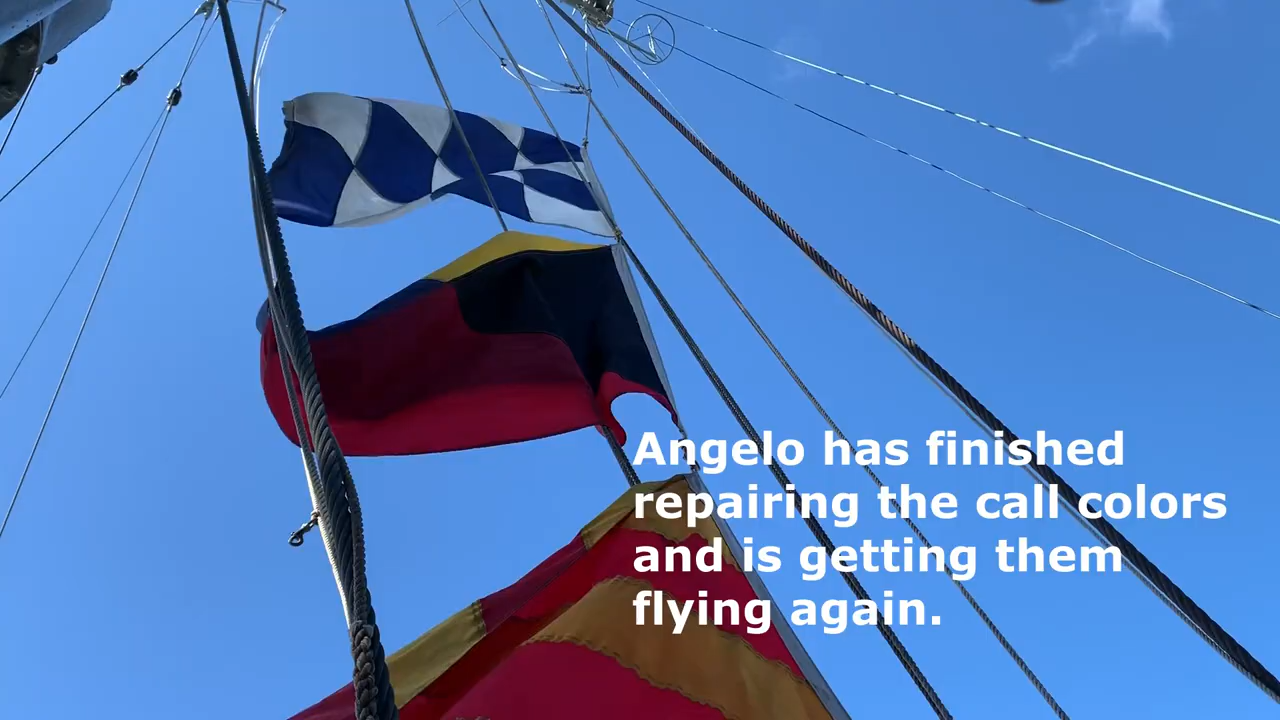 Angelo has finished
repairing the call colors
and is getting them
flying again.